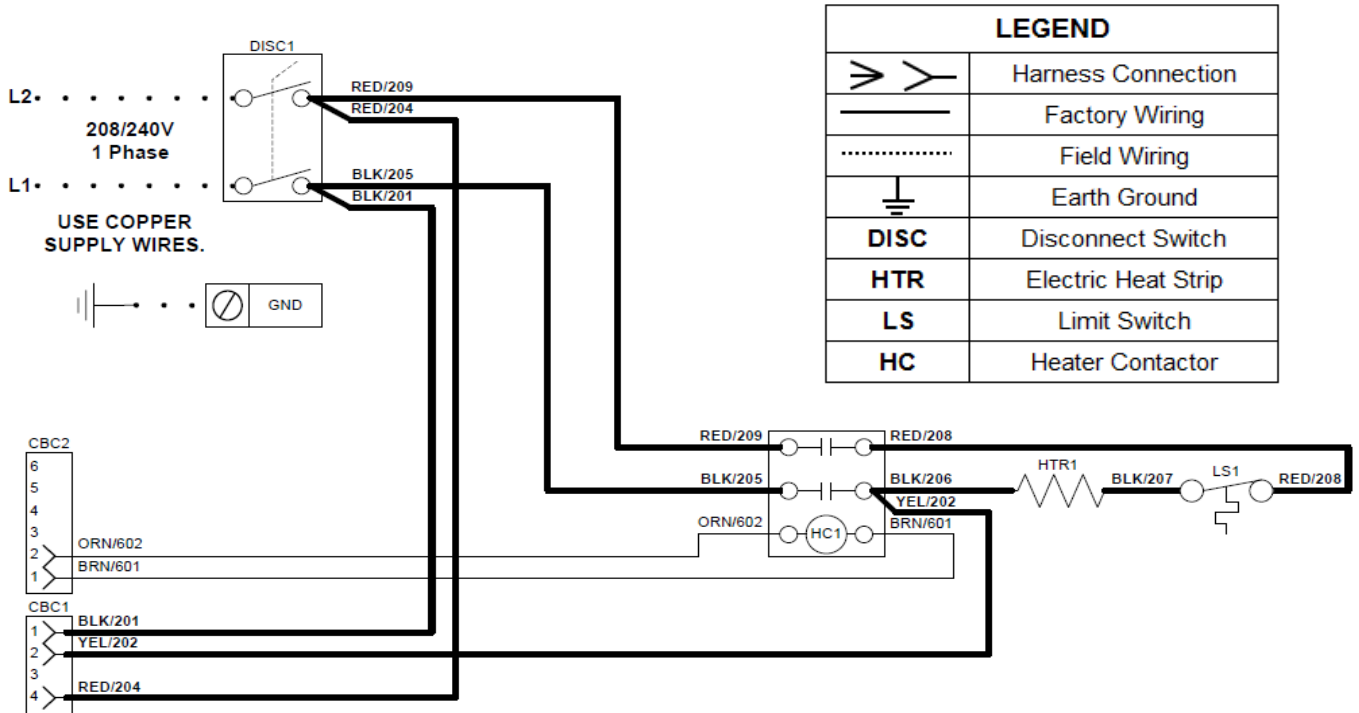 DISC1
L2
RED/209
RED/204
208/240V
1 Phase
L1
BLK/205
BLK/201
USE COPPER
SUPPLY WIRES.
GND
LEGEND
Harness Connection
Factory Wiring
Field Wiring
Earth Ground
DISC Disconnect Switch
HTR Electric Heat Strip
LS Limit Switch
HC Heater Contactor
CBC2
6
5
4
3
2
1
ORN/602
BRN/601
CBC1
1
2
3
4
BLK/201
YEL/202
RED/204
RED/209
RED/208
BLK/205
BLK/206
YEL/202
ORN/602
HC1
BRN/601
HTR1
BLK/207
LS1
RED/208